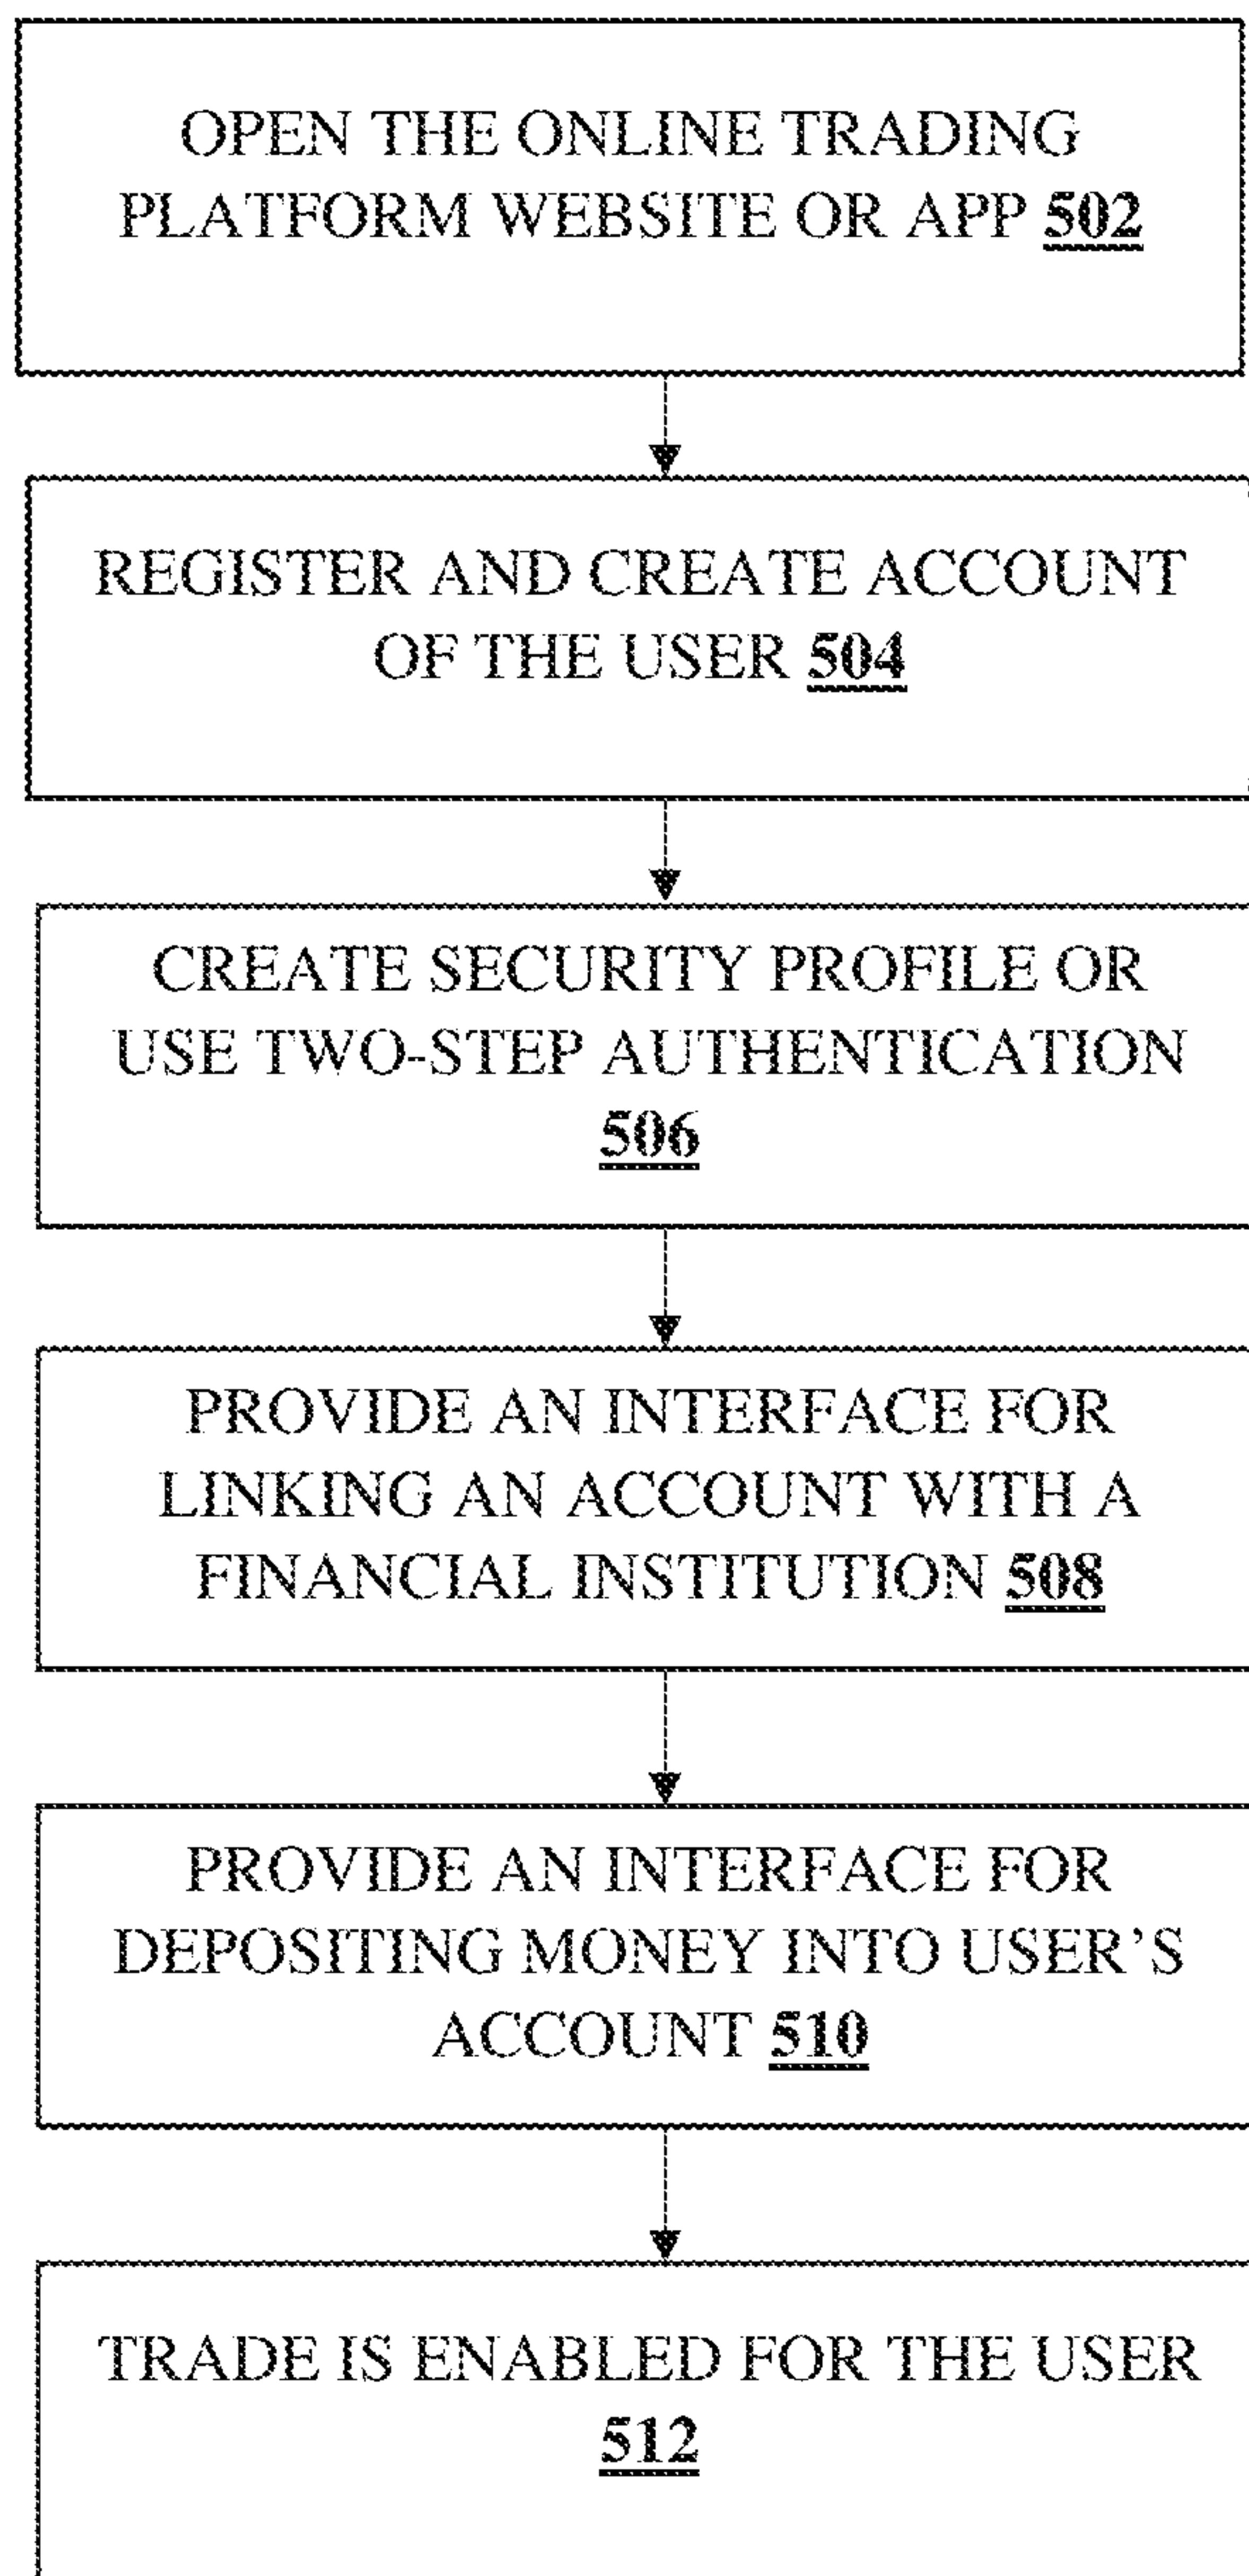 OPEN THE ONLINE TRADING
PLATFORM WEBSITE OR APP 502
REGISTER AND CREATE ACCOUNT
OF THE USER 504
CREATE SECURITY PROFILE OR
USE TWO-STEP AUTHENTICATION
506
PROVIDE AN INTERFACE FOR
LINKING AN ACCOUNT WITH A
FINANCIAL INSTITUTION 508
PROVIDE AN INTERFACE FOR
DEPOSITING MONEY INTO USER’S
ACCOUNT 510
TRADE IS ENABLED FOR THE USER
512